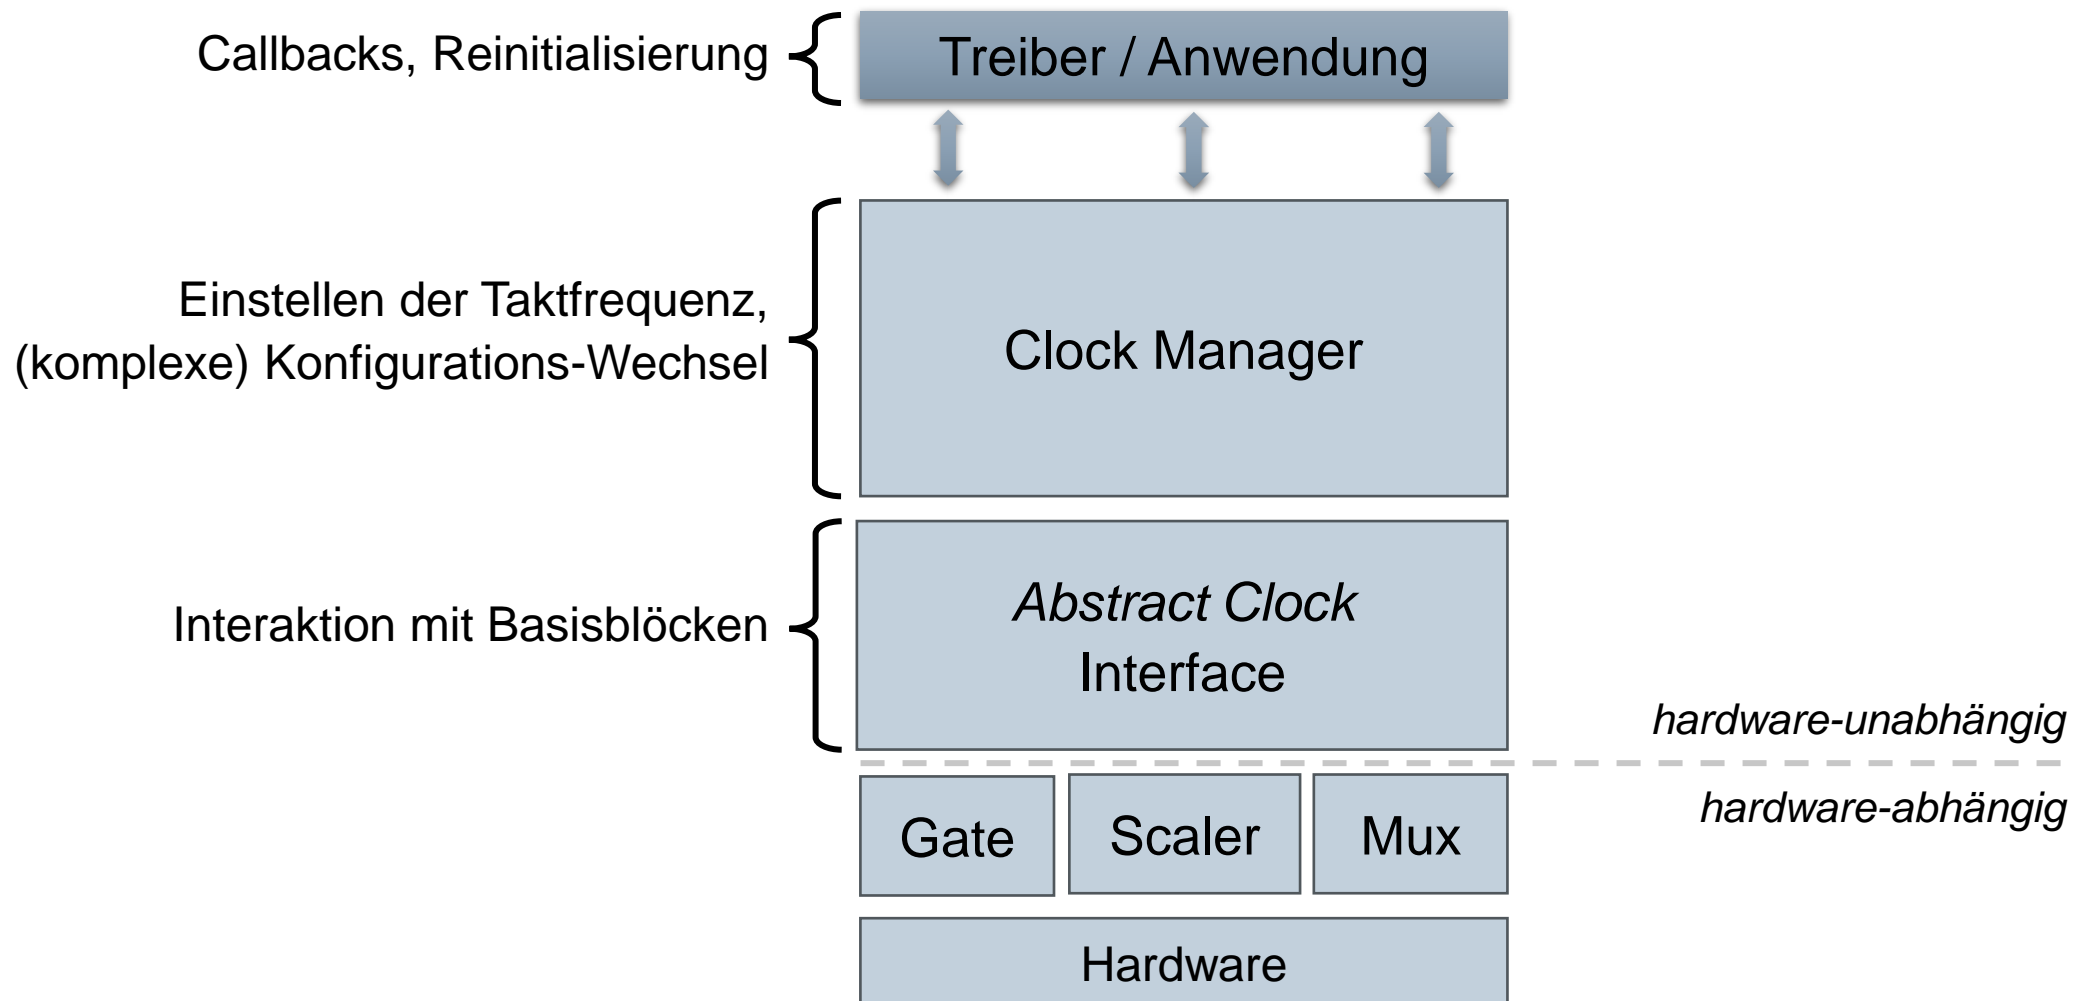 Callbacks, Reinitialisierung
Treiber / Anwendung
Einstellen der Taktfrequenz,
(komplexe) Konfigurations-Wechsel
Clock Manager
Interaktion mit Basisblöcken
Abstract Clock
Interface
hardware-unabhängig
hardware-abhängig
Gate
Scaler
Mux
Hardware